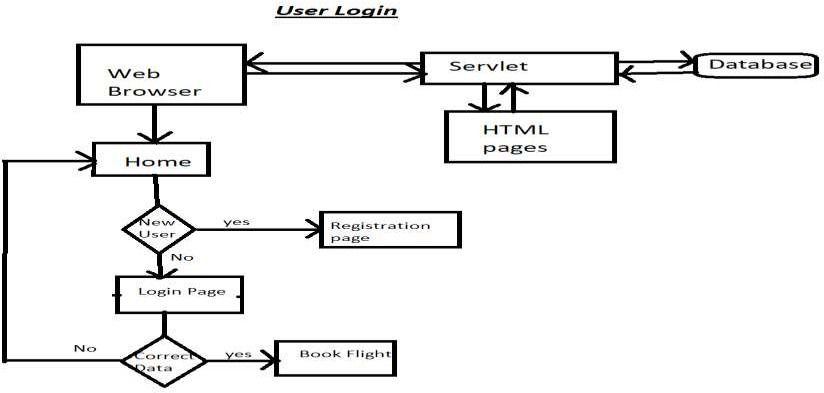 User Login
Web
Browser
Servlet
Database
HTML
pages
Home
New
User
yes
Registration
page
No
Login Page
No
Correct
Data
yes
Book Flight